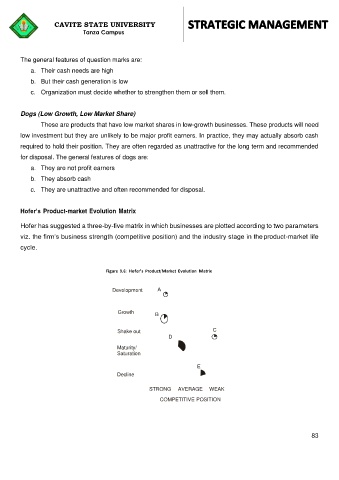 CAVITE STATE UNIVERSITY
Tanza Campus
STRATEGIC MANAGEMENT
The general features of question marks are:
a. Their cash needs are high
b. But their cash generation is low
c. Organization must decide whether to strengthen them or sell them.
Dogs (Low Growth, Low Market Share)
These are products that have low market shares in low-growth businesses. These products will need
low investment but they are unlikely to be major profit earners. In practice, they may actually absorb cash
required to hold their position. They are often regarded as unattractive for the long term and recommended
for disposal. The general features of dogs are:
a. They are not profit earners
b. They absorb cash
c. They are unattractive and often recommended for disposal.
Hofer's Product-market Evolution Matrix
Hofer has suggested a three-by-five matrix in which businesses are plotted according to two parameters
viz. the firm's business strength (competitive position) and the industry stage in the product-market life
cycle.
Figure 5.6: Hofer's Product/Market Evolution Matrix
Development A
Growth B
Shake out C
D
Maturity/
Saturation
E
Decline
STRONG AVERAGE WEAK
COMPETITIVE POSITION
83